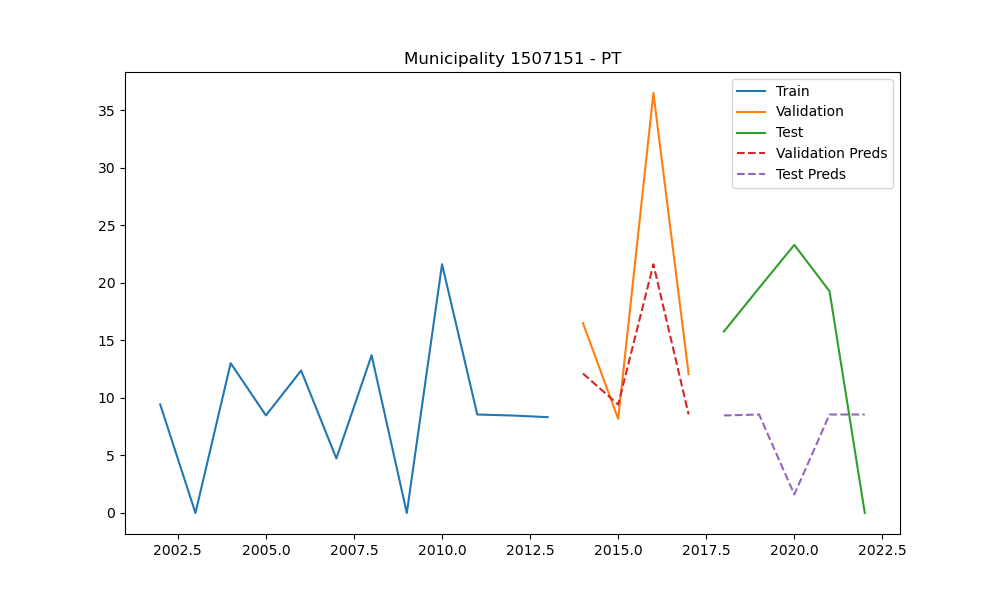 Municipality 1507151 - PT
Train
Validation
Test
Validation Preds
Test Preds
35
30
25
20
15
10
5
0
2002.5 2005.0 2007.5 2010.0 2012.5 2015.0 2017.5 2020.0 2022.5